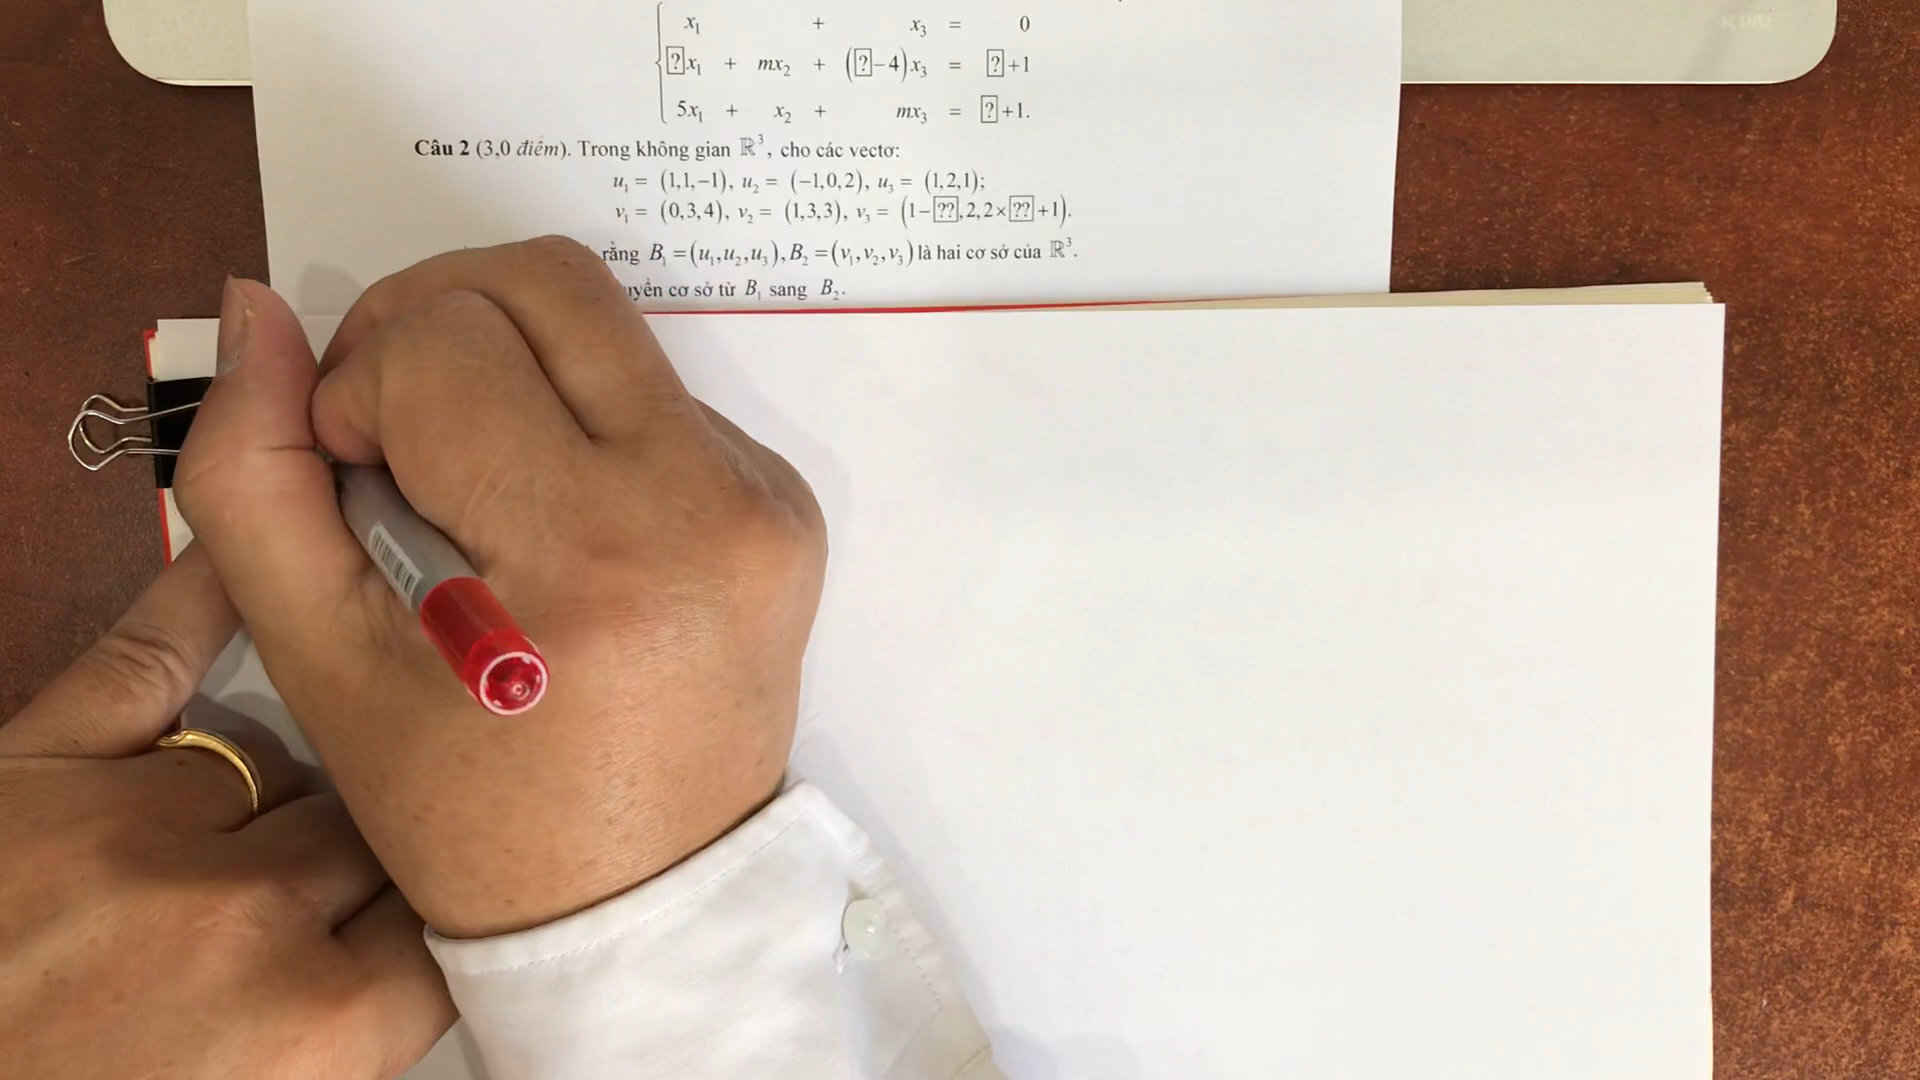 x₁ + x₃ = 0
[?]x₁ + mx₂ + ([?]−4)x₃ = [?]+1
5x₁ + x₂ + mx₃ = [?]+1.
Câu 2 (3,0 điểm). Trong không gian ℝ³, cho các vectơ:
u₁ = (1,1,−1), u₂ = (−1,0,2), u₃ = (1,2,1);
v₁ = (0,3,4), v₂ = (1,3,3), v₃ = (1−[??],2,2×[??]+1).
rằng B₁ =(u₁,u₂,u₃), B₂ =(v₁,v₂,v₃) là hai cơ sở của ℝ³.
cơ sở từ B₁ sang B₂.